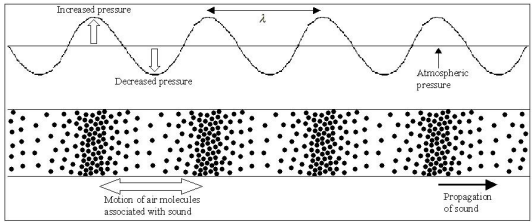 Increased pressure
λ
Decreased pressure
Atmospheric
pressure
Motion of air molecules
associated with sound
Propagation
of sound